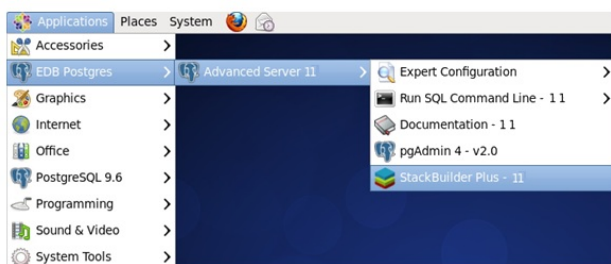 Applications Places System
Accessories
EDB Postgres
Graphics
Internet
Office
PostgreSQL 9.6
Programming
Sound & Video
System Tools
Advanced Server 11
Expert Configuration
Run SQL Command Line - 11
Documentation - 11
pgAdmin 4 - v2.0
StackBuilder Plus - 11